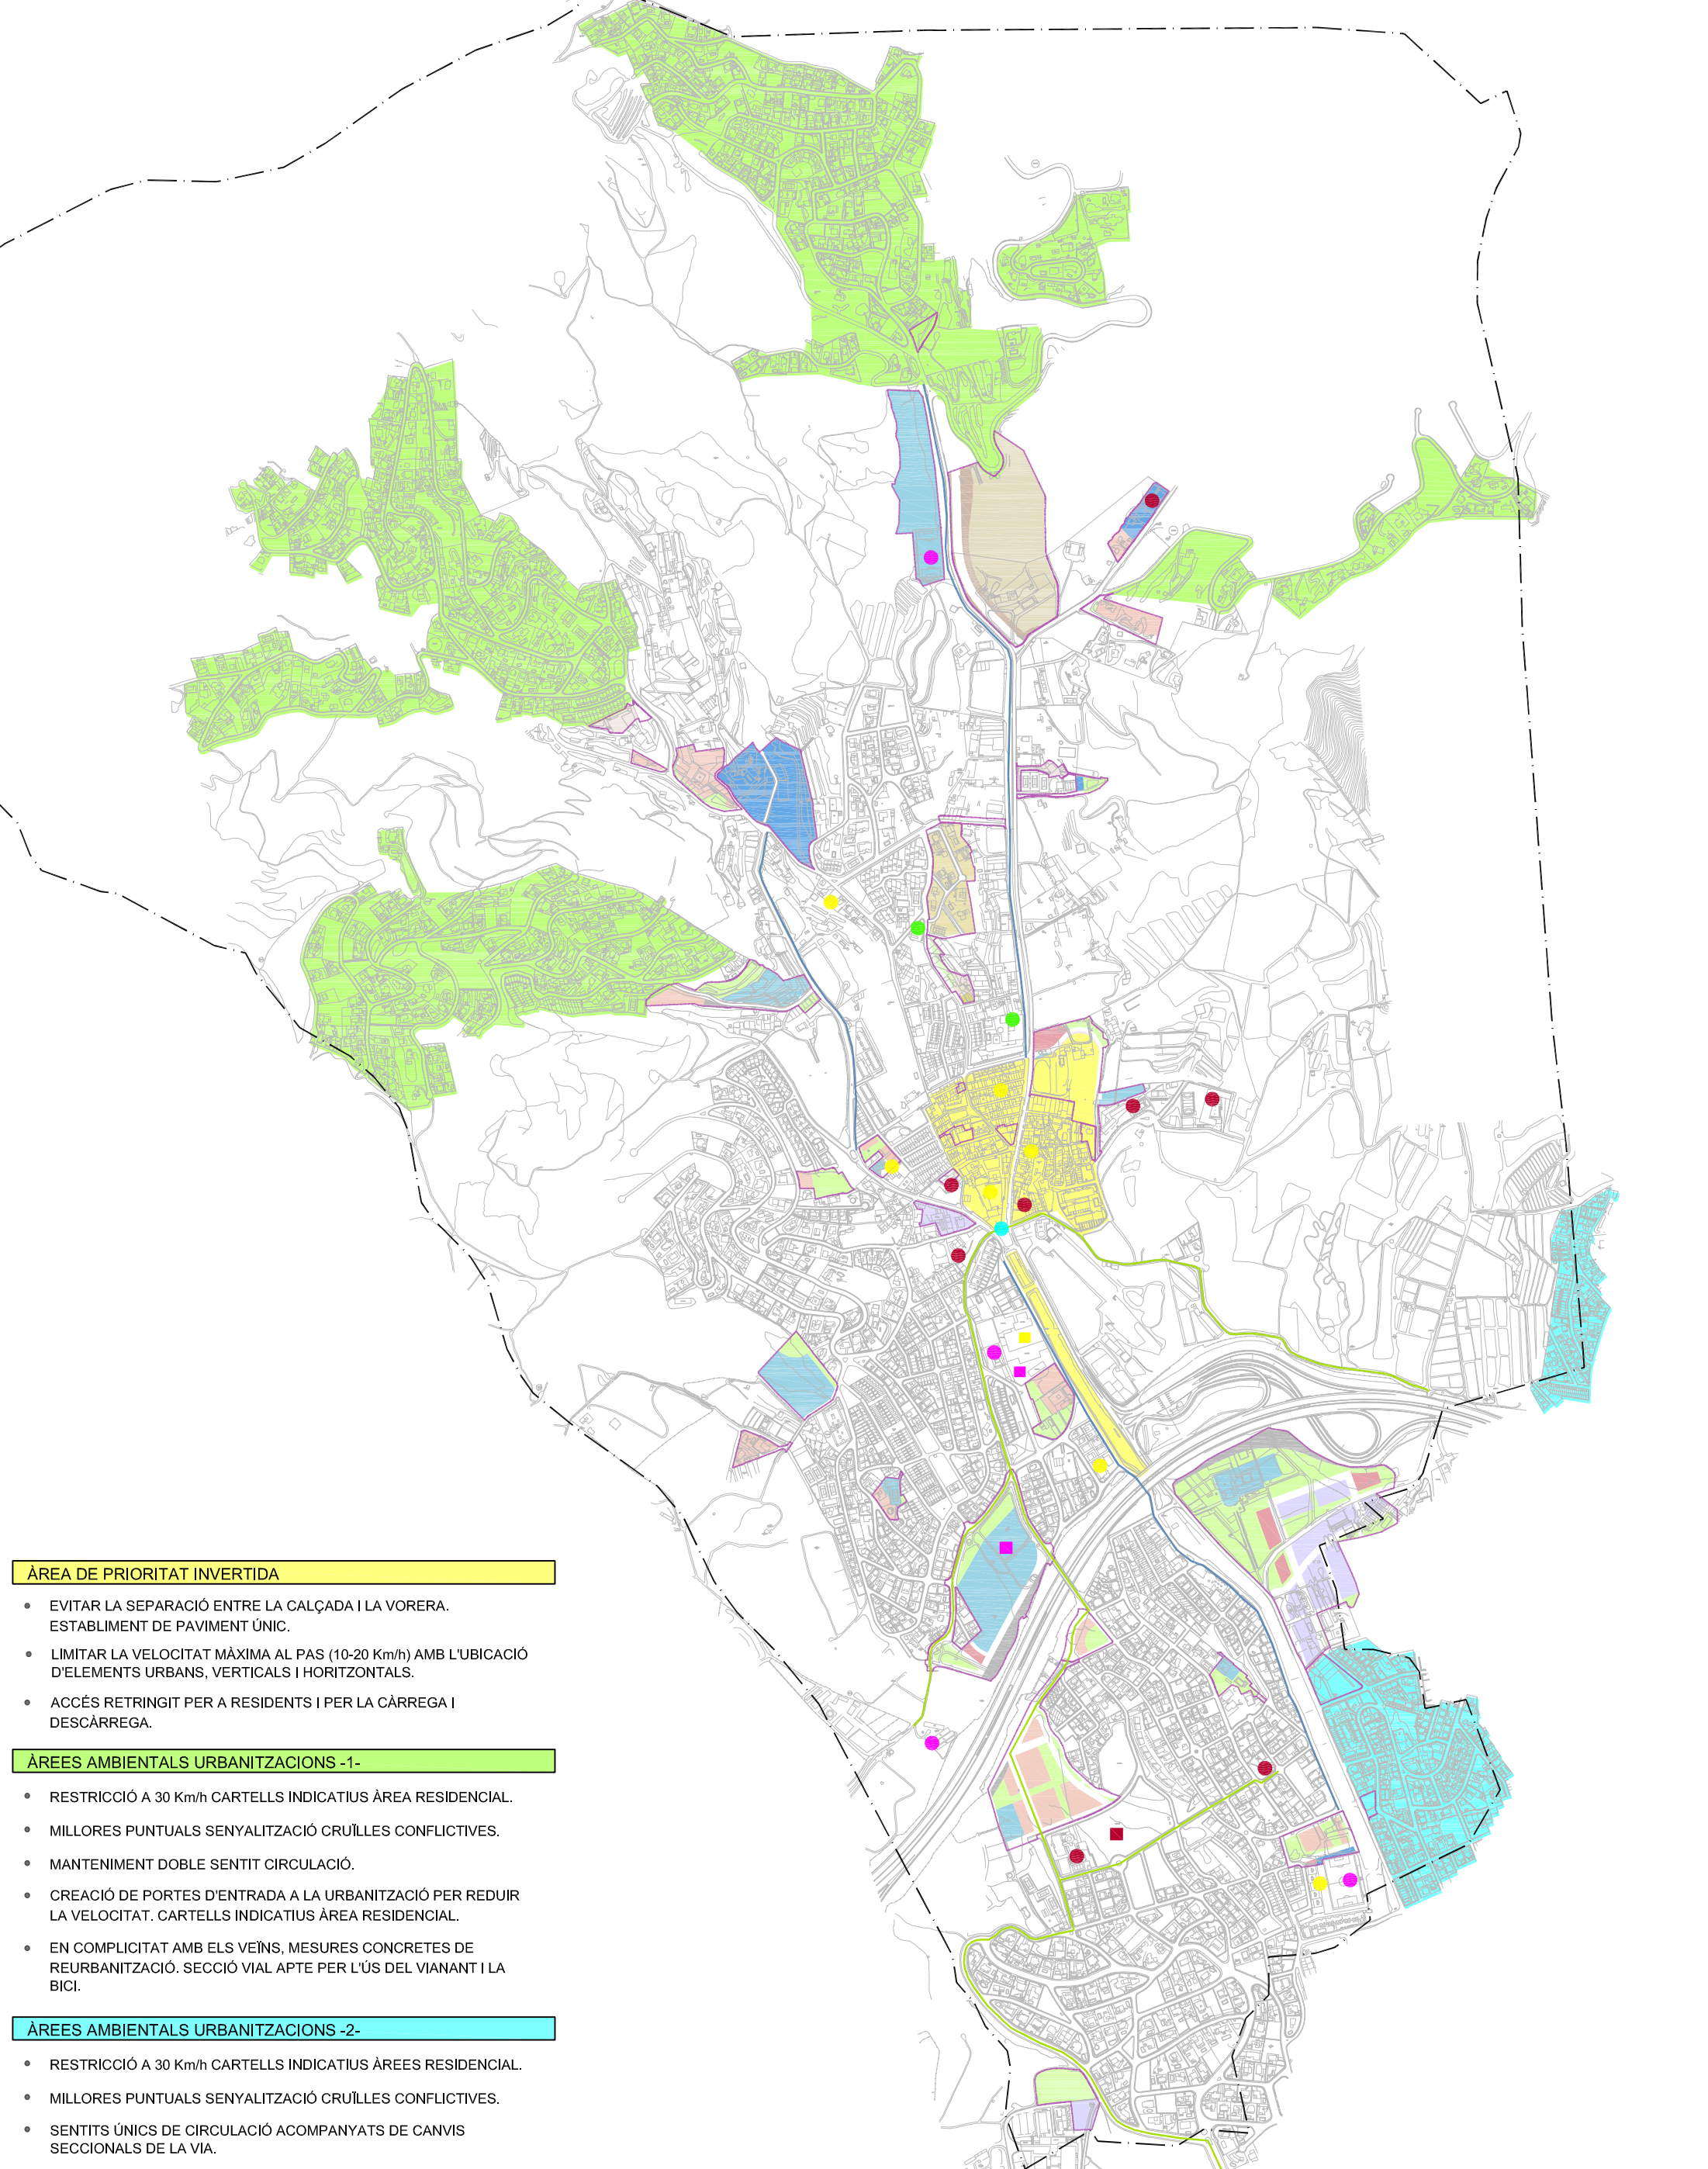 ÀREA DE PRIORITAT INVERTIDA
EVITAR LA SEPARACIÓ ENTRE LA CALÇADA I LA VORERA.
ESTABLIMENT DE PAVIMENT ÚNIC.
LIMITAR LA VELOCITAT MÀXIMA AL PAS (10-20 Km/h) AMB L'UBICACIÓ
D'ELEMENTS URBANS, VERTICALS I HORITZONTALS.
ACCÉS RETRINGIT PER A RESIDENTS I PER LA CÀRREGA I
DESCÀRREGA.
ÀREES AMBIENTALS URBANITZACIONS -1-
RESTRICCIÓ A 30 Km/h CARTELLS INDICATIUS ÀREA RESIDENCIAL.
MILLORES PUNTUALS SENYALITZACIÓ CRUÏLLES CONFLICTIVES.
MANTENIMENT DOBLE SENTIT CIRCULACIÓ.
CREACIÓ DE PORTES D'ENTRADA A LA URBANITZACIÓ PER REDUIR
LA VELOCITAT. CARTELLS INDICATIUS ÀREA RESIDENCIAL.
EN COMPLICITAT AMB ELS VEÏNS, MESURES CONCRETES DE
REURBANITZACIÓ. SECCIÓ VIAL APTE PER L'ÚS DEL VIANANT I LA
BICI.
ÀREES AMBIENTALS URBANITZACIONS -2-
RESTRICCIÓ A 30 Km/h CARTELLS INDICATIUS ÀREES RESIDENCIAL.
MILLORES PUNTUALS SENYALITZACIÓ CRUÏLLES CONFLICTIVES.
SENTITS ÚNICS DE CIRCULACIÓ ACOMPANYATS DE CANVIS
SECCIONALS DE LA VIA.